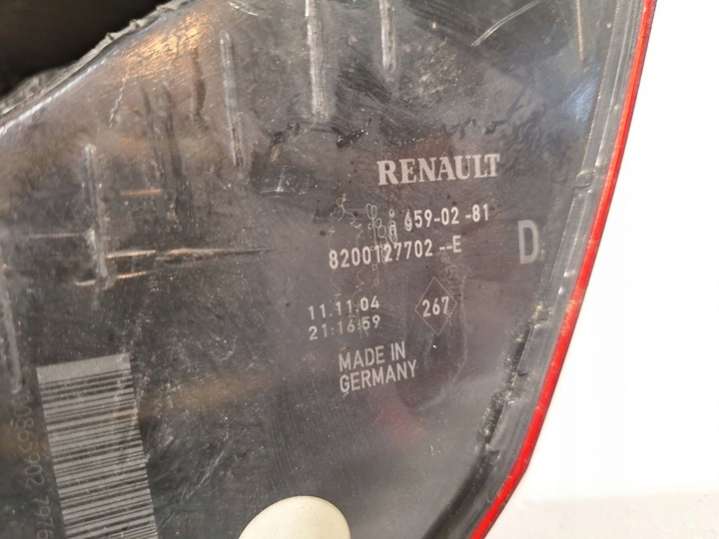 RENAULT
659-02-81
8200127702--E
D
11.11.04
21:16:59
267
MADE IN
GERMANY